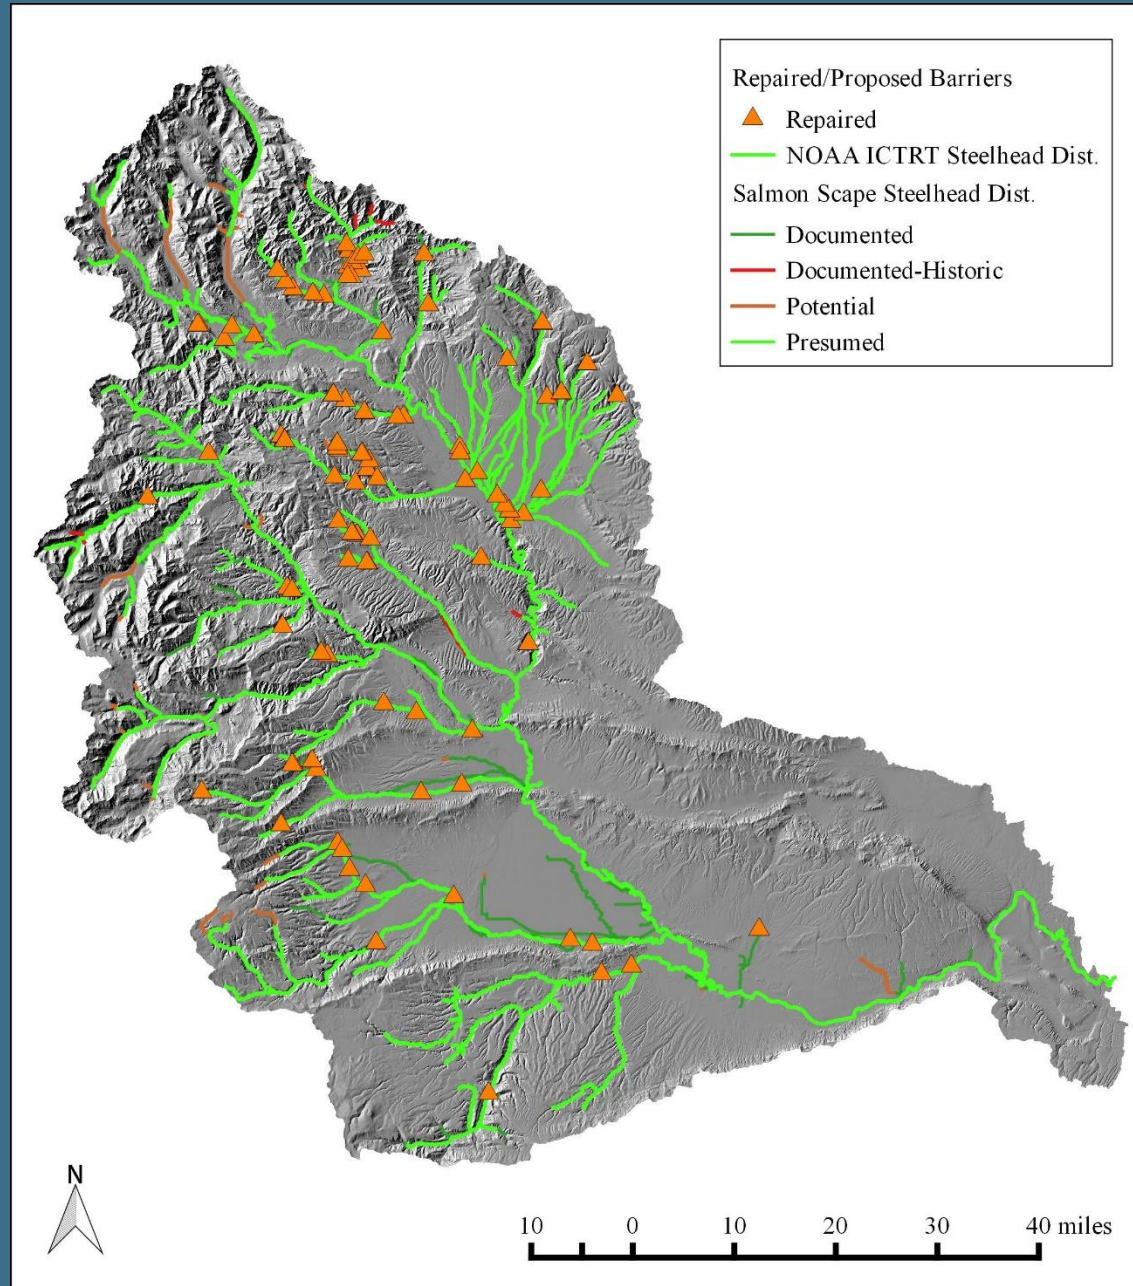 Repaired/Proposed Barriers
Repaired
NOAA ICTRT Steelhead Dist.
Salmon Scape Steelhead Dist.
Documented
Documented-Historic
Potential
Presumed
N
10 0 10 20 30 40 miles